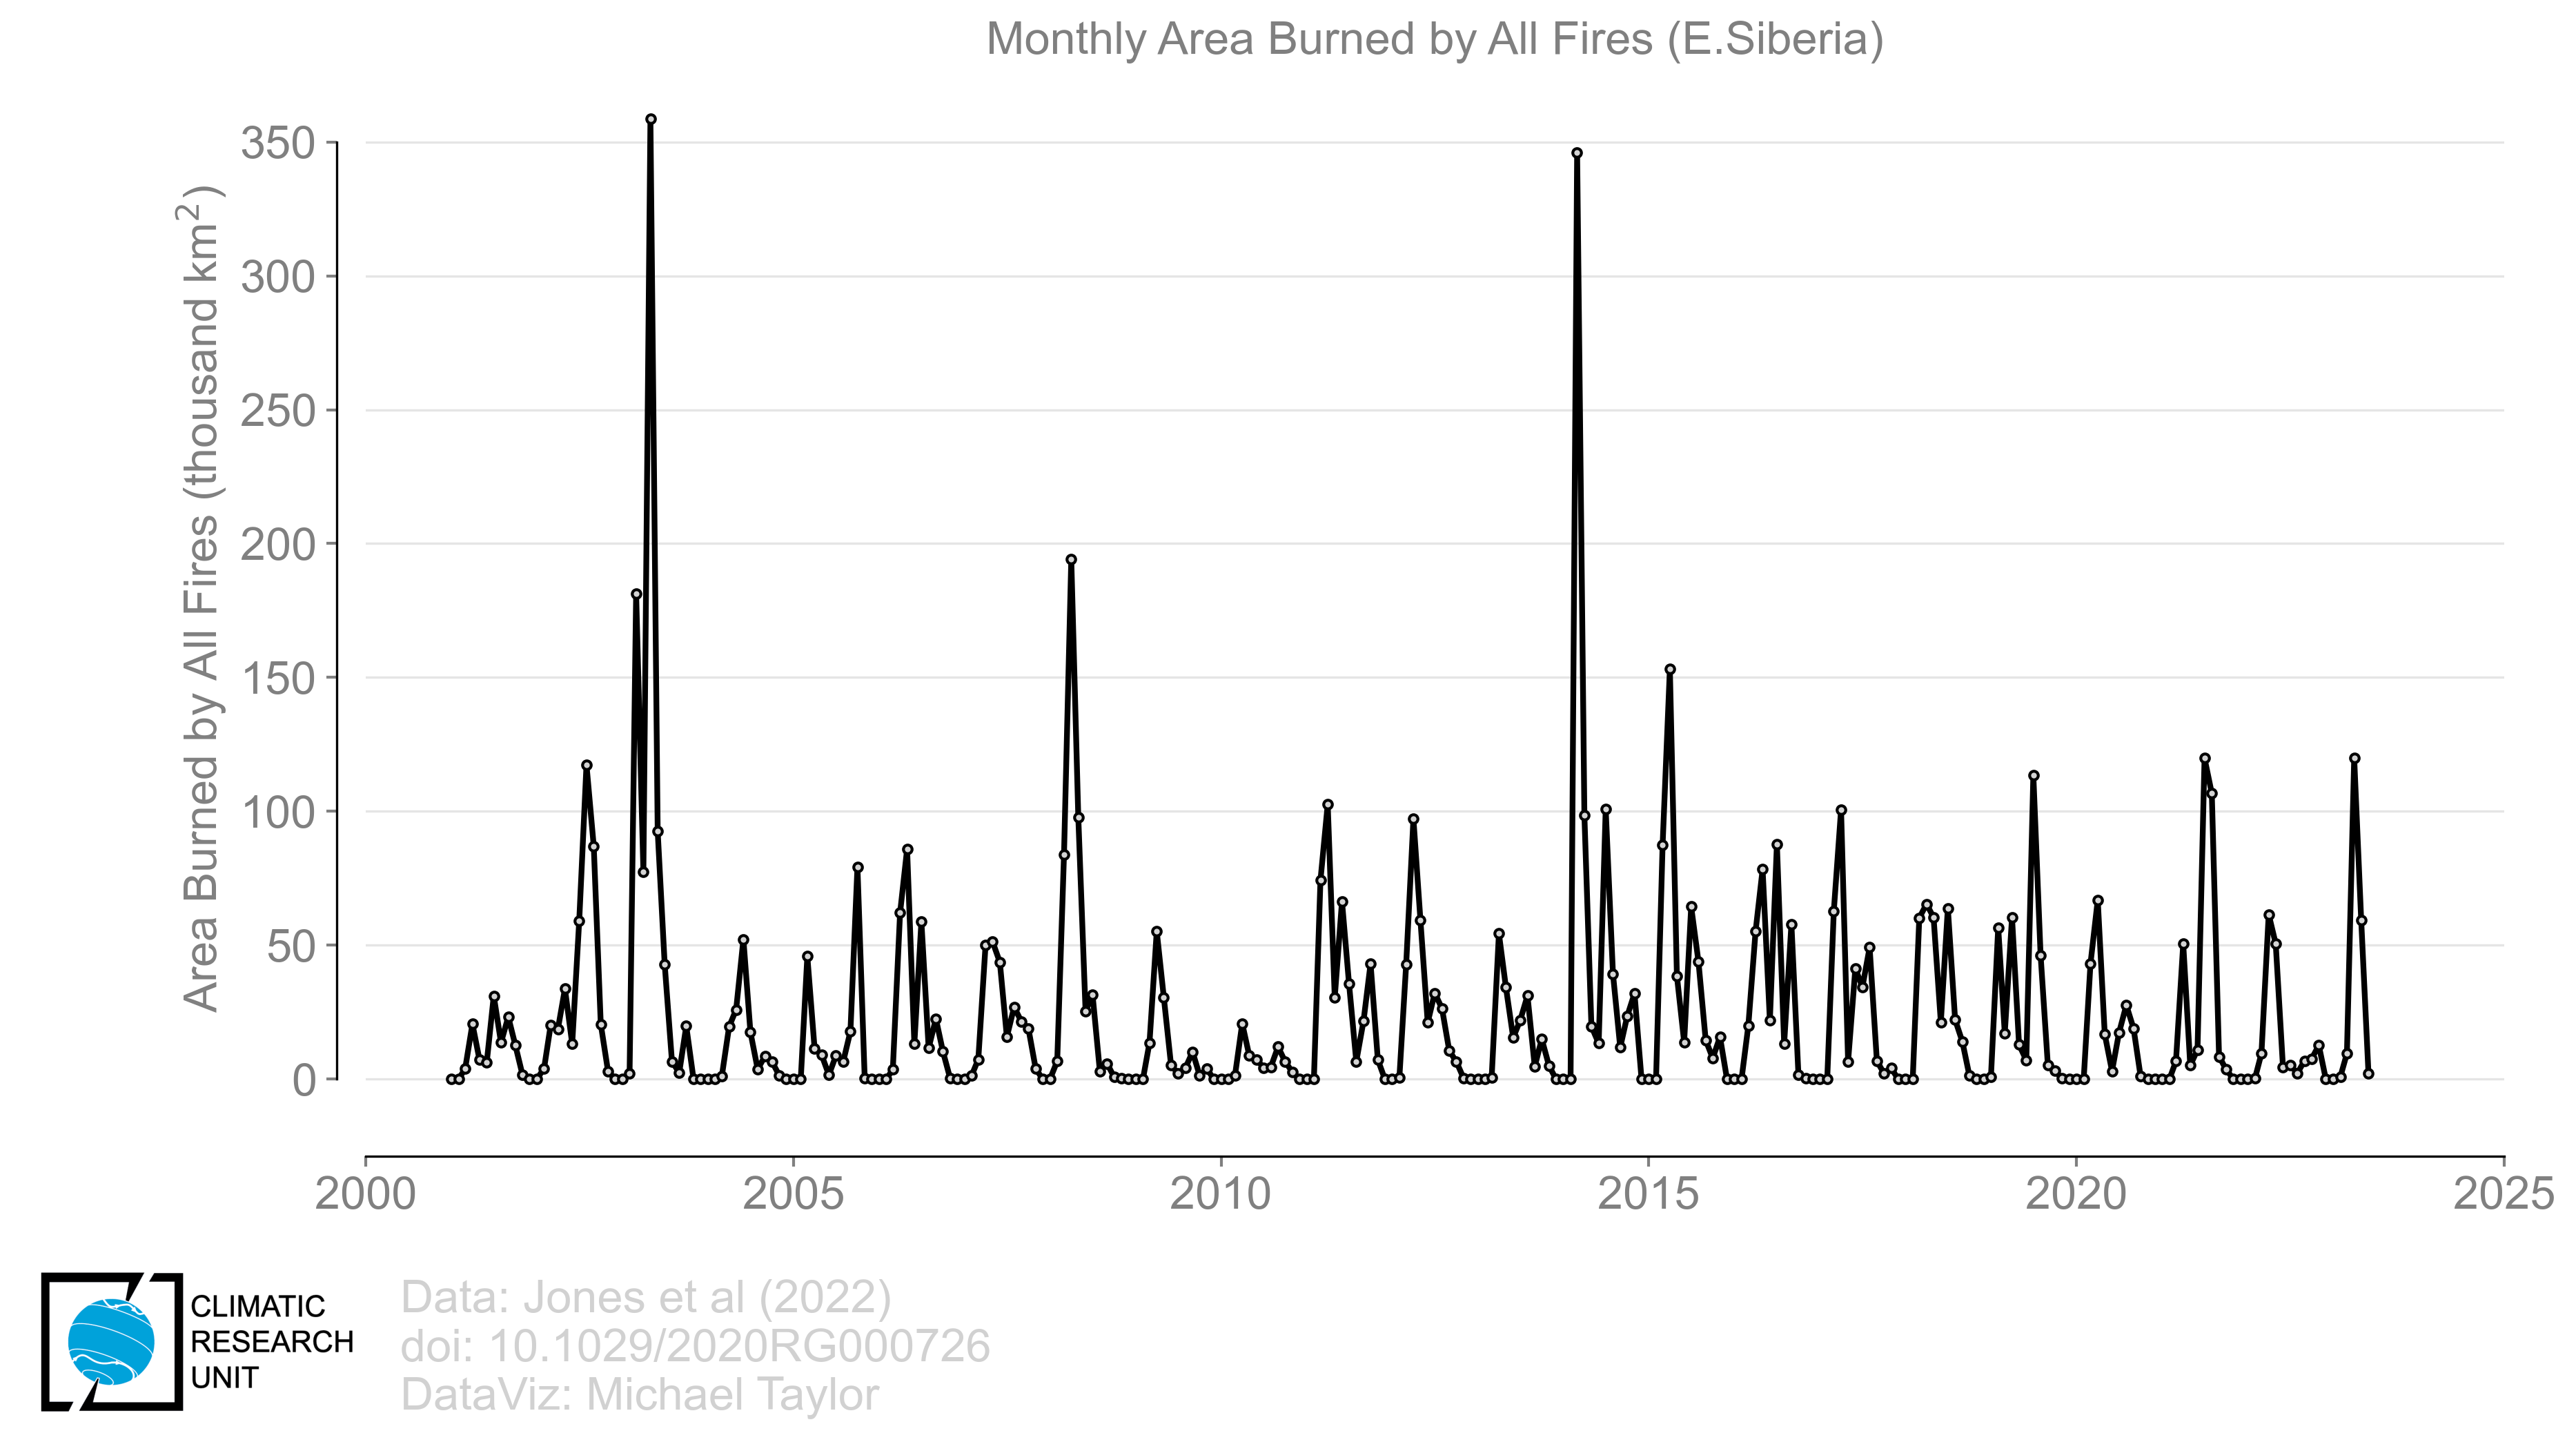 Monthly Area Burned by All Fires (E.Siberia)
Area Burned by All Fires (thousand km²)
350
300
250
200
150
100
50
0
2000 2005 2010 2015 2020 2025
CLIMATIC
RESEARCH
UNIT
Data: Jones et al (2022)
doi: 10.1029/2020RG000726
DataViz: Michael Taylor